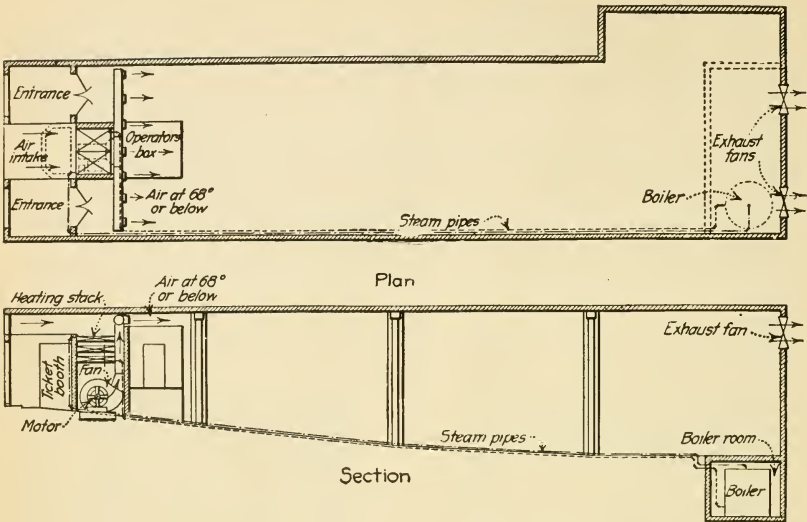 Entrance
Air
intake
Operators
box
Entrance
Air at 68°
or below
Steam pipes
Boiler
Exhaust
fans
Plan
Heating stack
Air at 68°
or below
Exhaust fan
Ticket
booth
Fan
Motor
Steam pipes
Boiler room
Section
Boiler